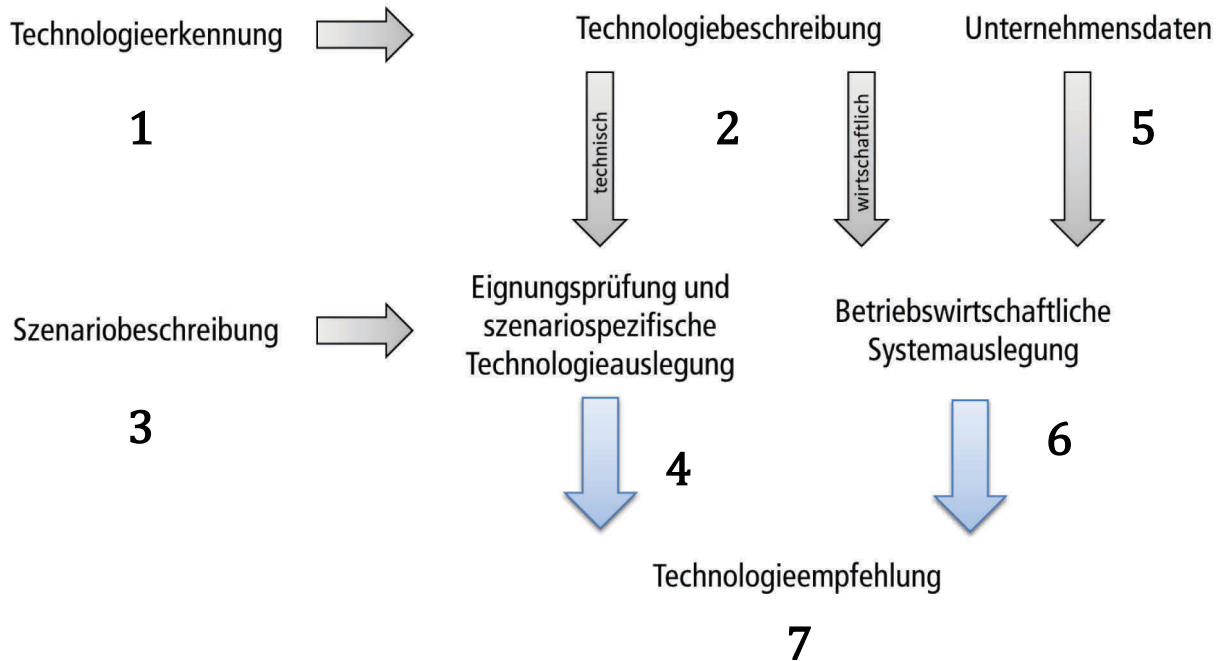 Technologieerkennung
Technologiebeschreibung
Unternehmensdaten
1
technisch
2
wirtschaftlich
5
Szenariobeschreibung
Eignungsprüfung und
szenariospezifische
Technologieauslegung
Betriebswirtschaftliche
Systemauslegung
3
4
6
Technologieempfehlung
7